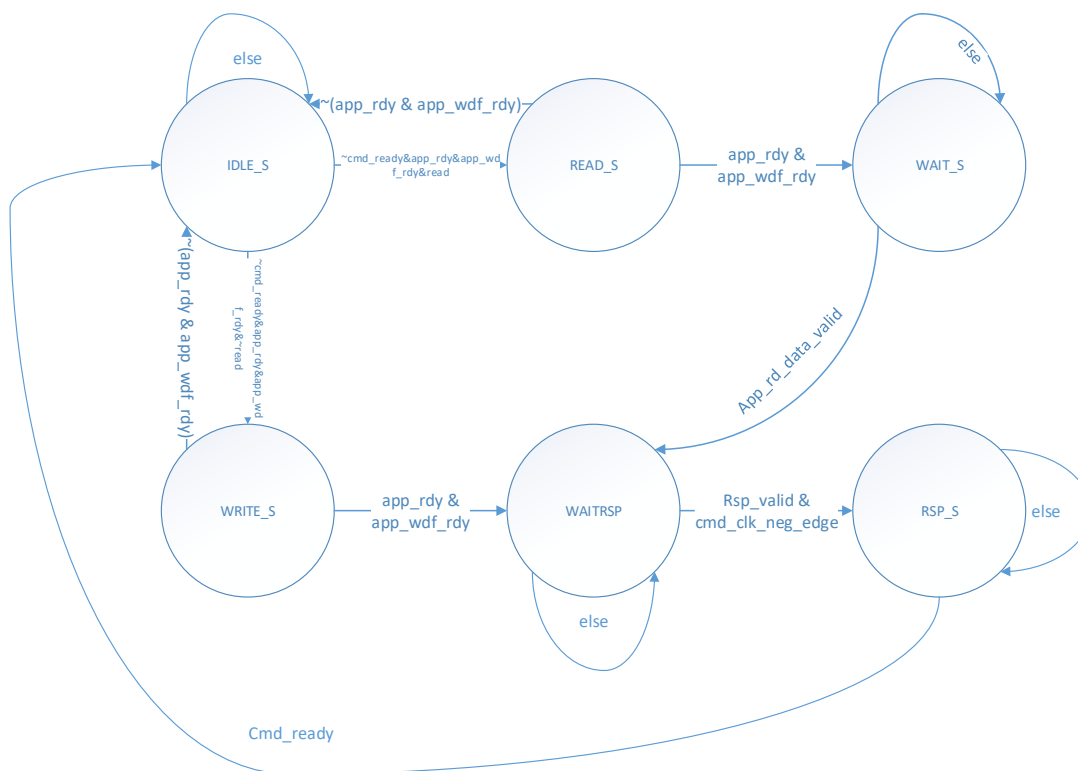 else
else
~(app_rdy & app_wdf_rdy)
IDLE_S
~cmd_ready&app_rdy&app_wd
f_rdy&read
READ_S
app_rdy &
app_wdf_rdy
WAIT_S
~(app_rdy & app_wdf_rdy)
~cmd_ready&app_rdy&app_wd
f_rdy&~read
App_rd_data_valid
WRITE_S
app_rdy &
app_wdf_rdy
WAITRSP
Rsp_valid &
cmd_clk_neg_edge
RSP_S
else
else
Cmd_ready